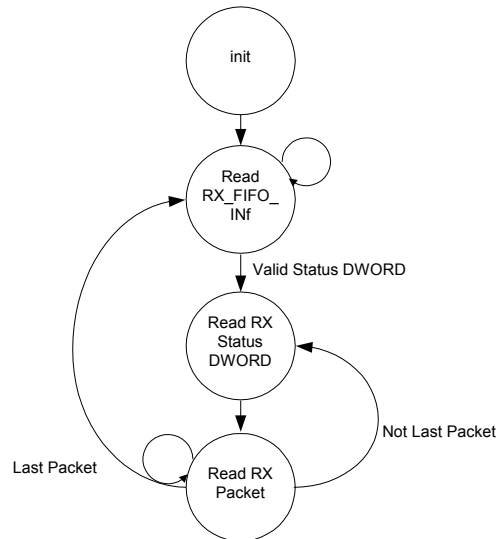 init
Read
RX_FIFO_
INf
Valid Status DWORD
Read RX
Status
DWORD
Not Last Packet
Last Packet
Read RX
Packet